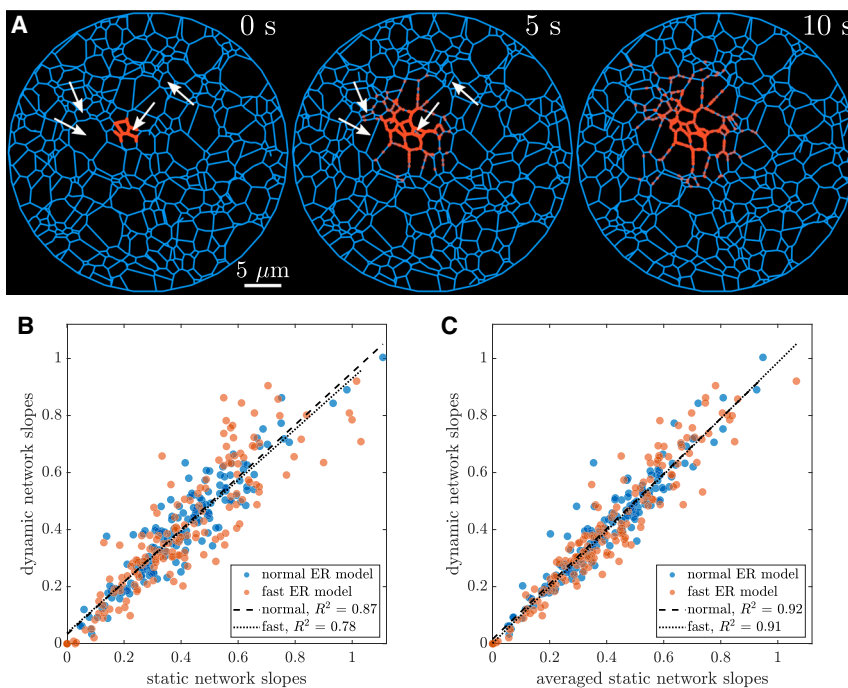 A
0 s
5 s
10 s
5 μm
B
dynamic network slopes
1
0.8
0.6
0.4
0.2
0
0
0.2
0.4
0.6
0.8
1
static network slopes
normal ER model
fast ER model
normal, R² = 0.87
fast, R² = 0.78
C
dynamic network slopes
1
0.8
0.6
0.4
0.2
0
0
0.2
0.4
0.6
0.8
1
averaged static network slopes
normal ER model
fast ER model
normal, R² = 0.92
fast, R² = 0.91